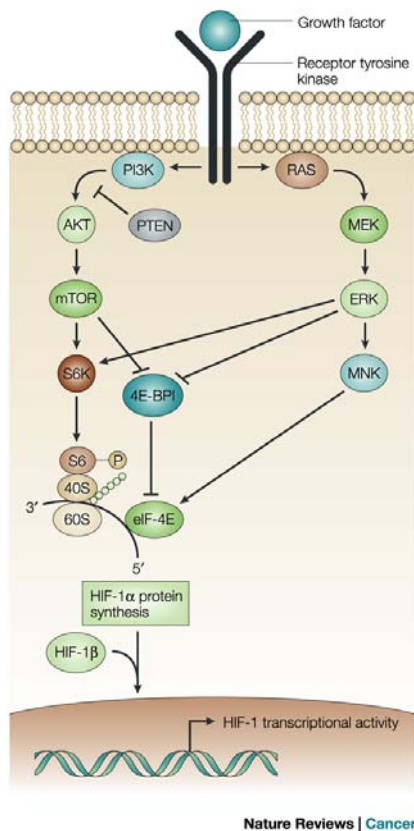 Growth factor
Receptor tyrosine
kinase
PI3K
RAS
AKT
PTEN
MEK
mTOR
ERK
S6K
4E-BPI
MNK
S6
P
40S
3′
60S
eIF-4E
5′
HIF-1α protein
synthesis
HIF-1β
HIF-1 transcriptional activity
Nature Reviews | Cancer